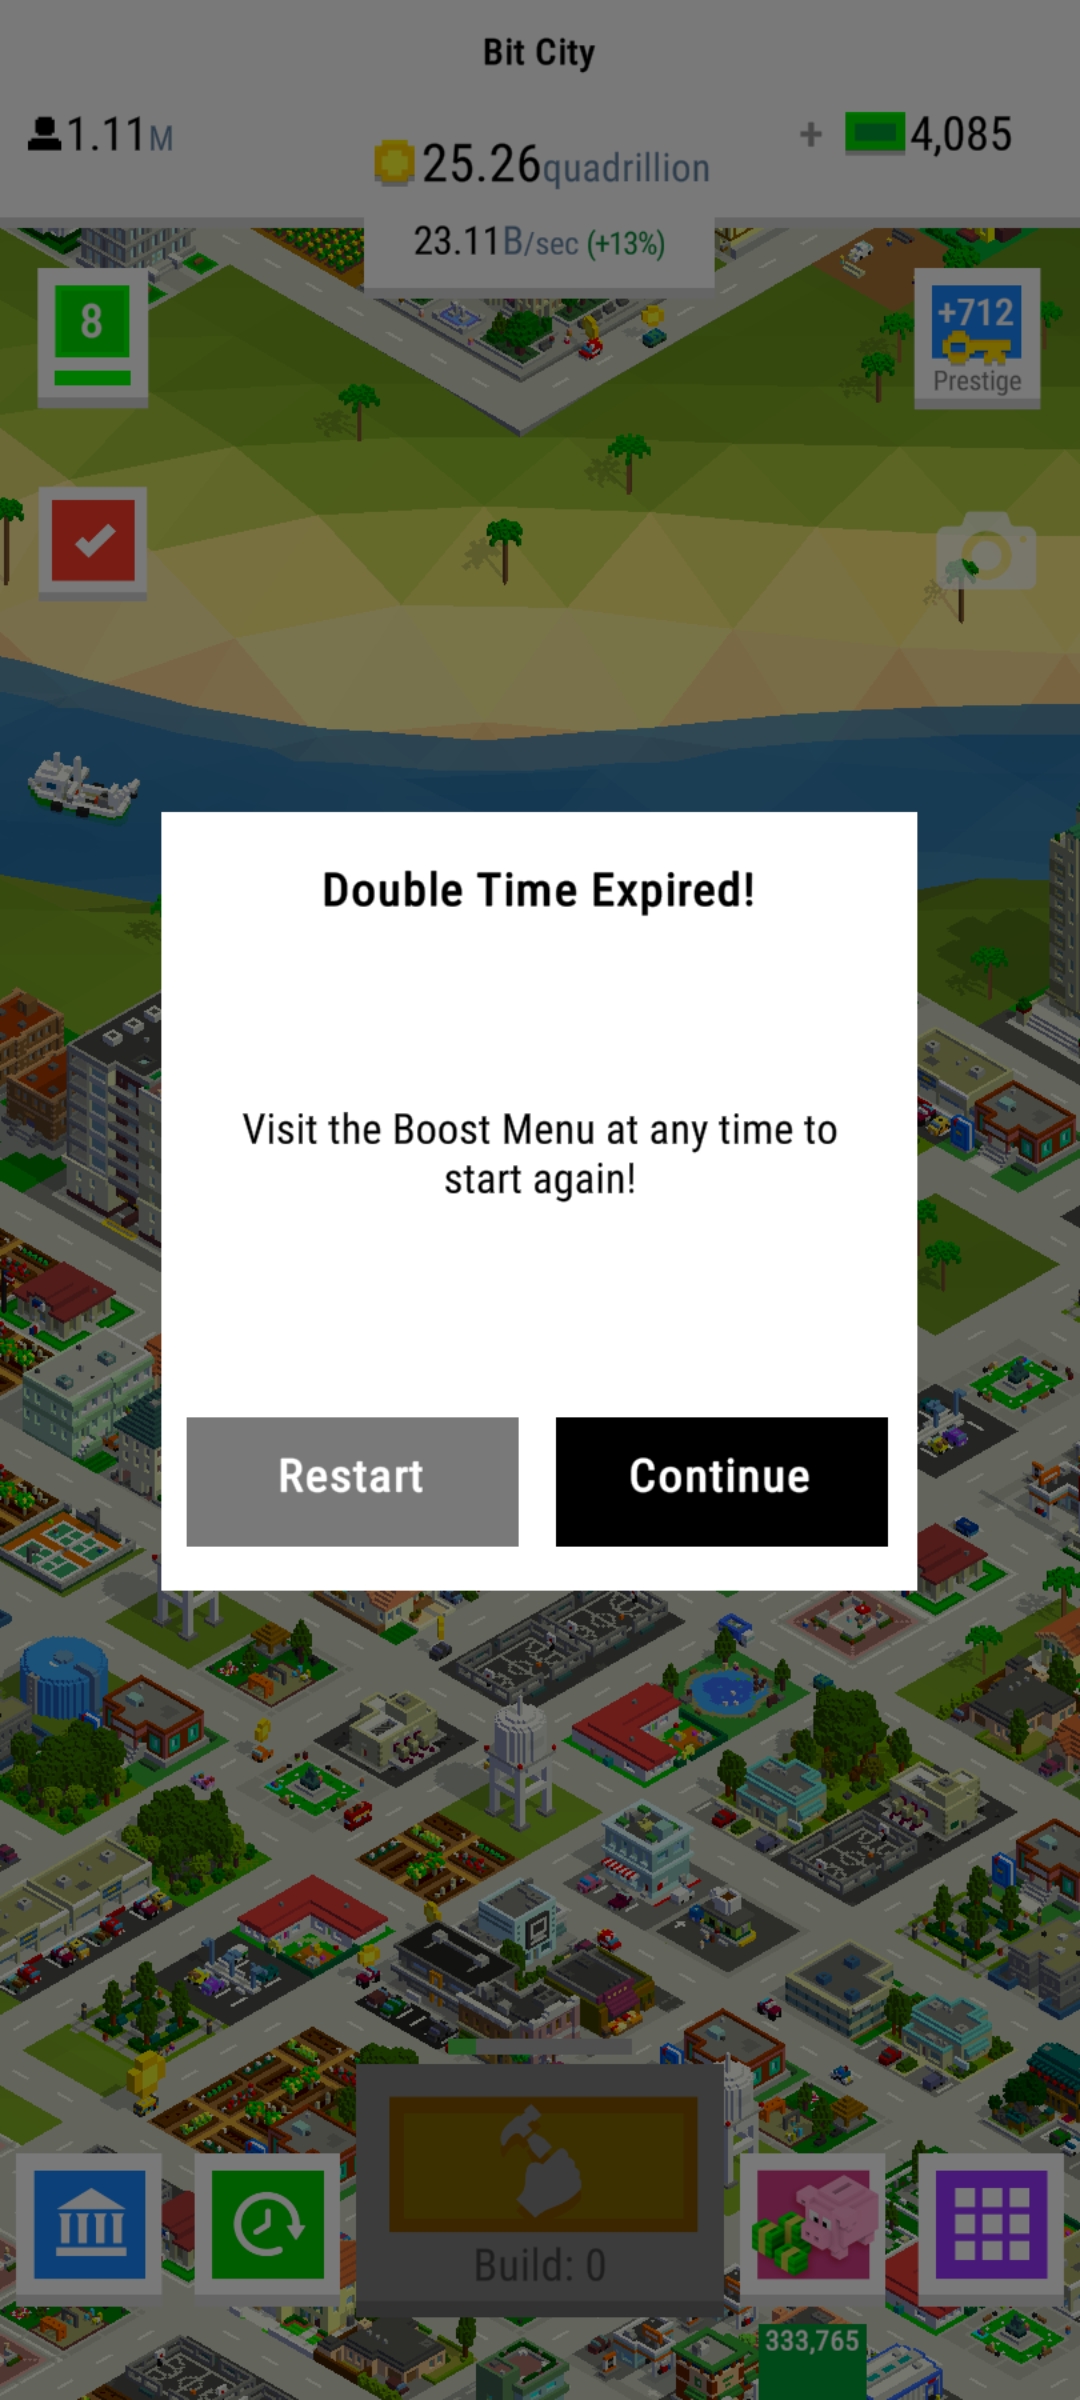 Bit City
1.11M
25.26quadrillion
+ 4,085
23.11B/sec (+13%)
8
+712
Prestige
Double Time Expired!
Visit the Boost Menu at any time to
start again!
Restart
Continue
Build: 0
333,765